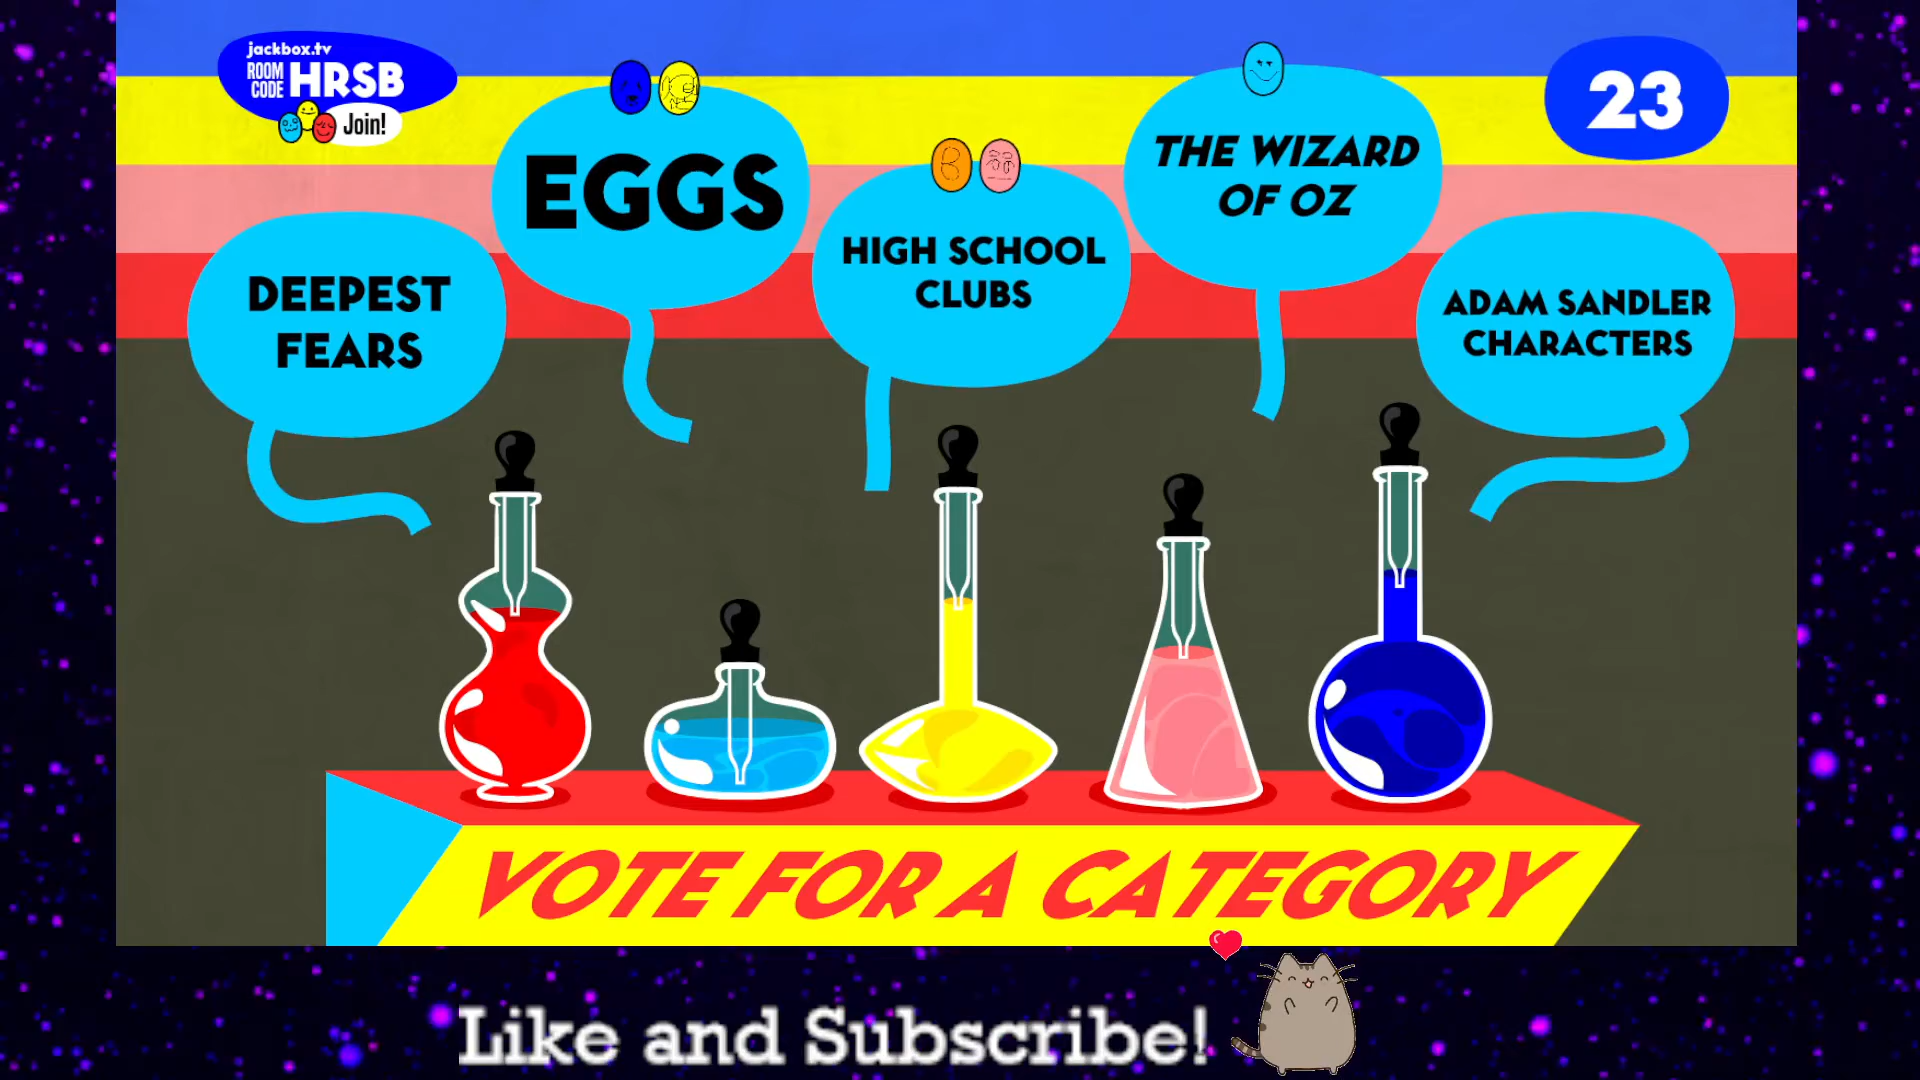 jackbox.tv
ROOM CODE HRSB
Join!
23
DEEPEST
FEARS
EGGS
HIGH SCHOOL
CLUBS
THE WIZARD
OF OZ
ADAM SANDLER
CHARACTERS
VOTE FOR A CATEGORY
Like and Subscribe!